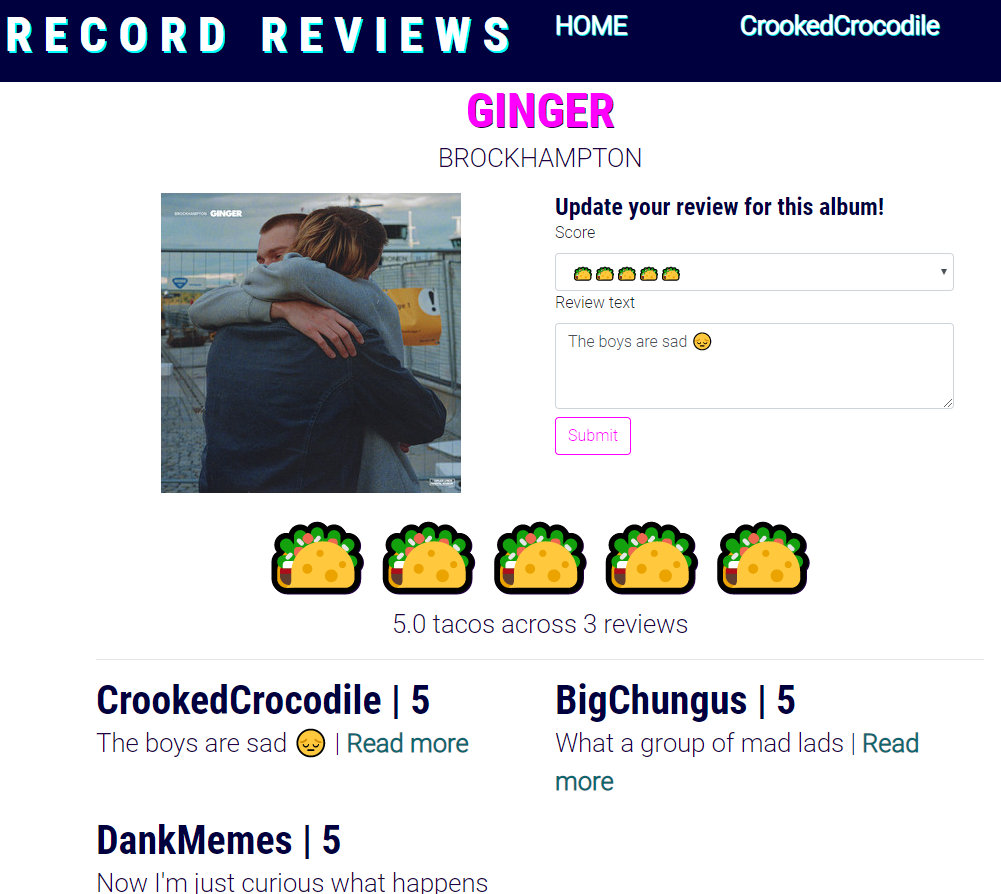 RECORD REVIEWS
HOME
CrookedCrocodile
GINGER
BROCKHAMPTON
BROCKHAMPTON GINGER
Update your review for this album!
Score
🌮🌮🌮🌮🌮
Review text
The boys are sad 😔
Submit
🌮🌮🌮🌮🌮
5.0 tacos across 3 reviews
CrookedCrocodile | 5
The boys are sad 😔 | Read more
BigChungus | 5
What a group of mad lads | Read
more
DankMemes | 5
Now I'm just curious what happens